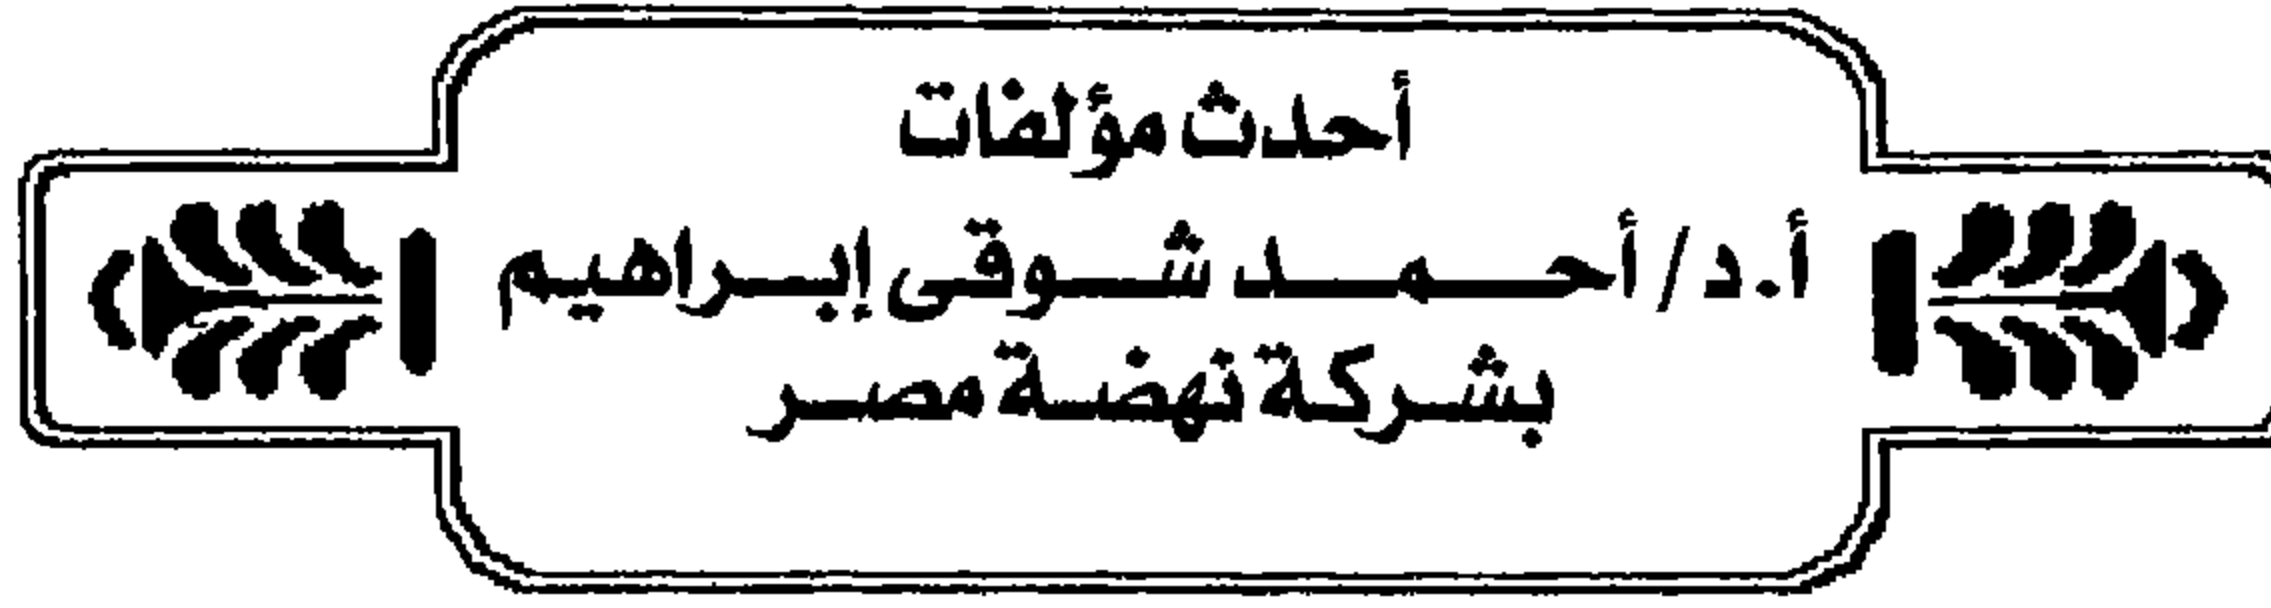 أحدث مؤلفات
أ.د/ أحمد شوقى إبراهيم
بشركة نهضة مصر